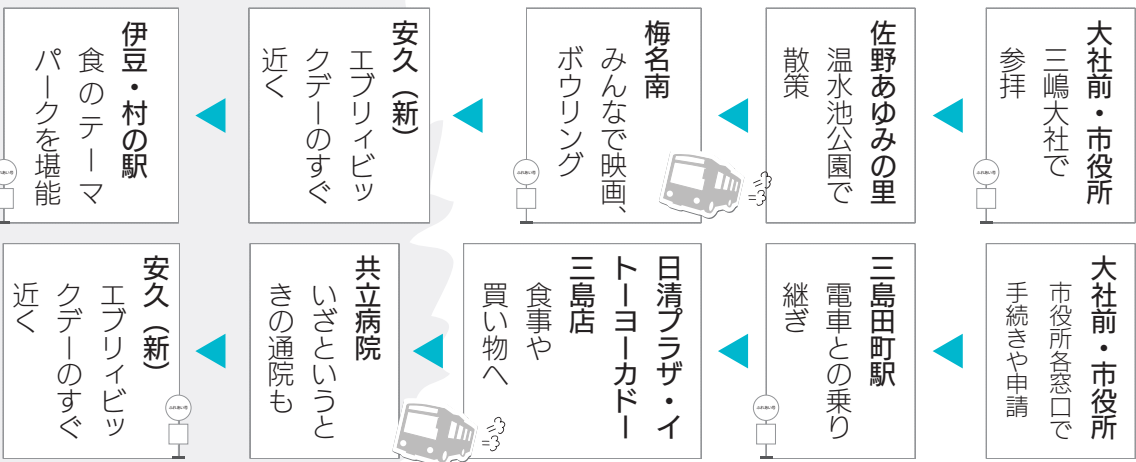 大社前・市役所
三嶋大社で
参拝
佐野あゆみの里
温水池公園で
散策
梅名南
みんなで映画、
ボウリング
安久（新）
エブリィビッ
クデーのすぐ
近く
伊豆・村の駅
食のテーマ
パークを堪能
大社前・市役所
市役所各窓口で
手続きや申請
三島田町駅
電車との乗り
継ぎ
日清プラザ・イ
トーヨーカドー
三島店
食事や
買い物へ
共立病院
いざというと
きの通院も
安久（新）
エブリィビッ
クデーのすぐ
近く